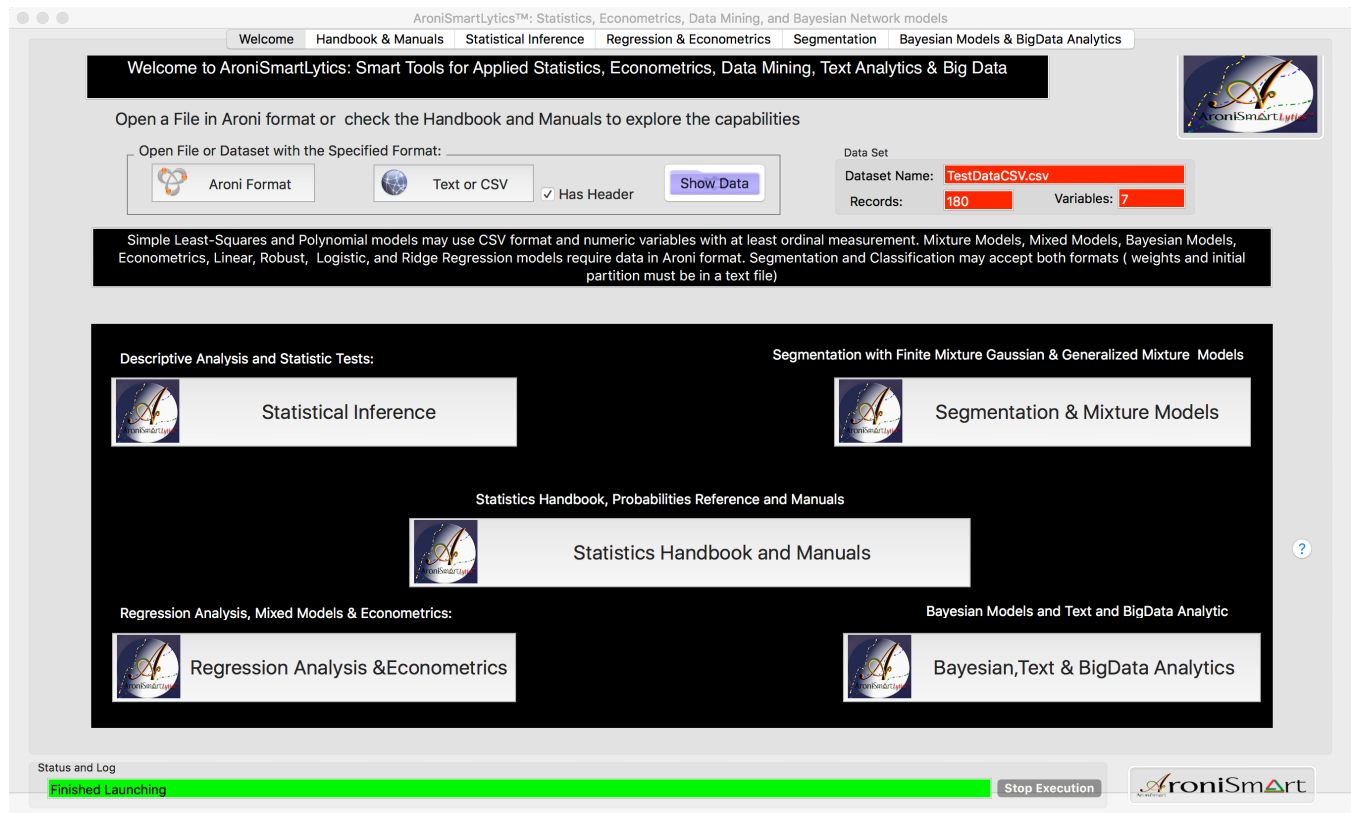 AroniSmartLytics™: Statistics, Econometrics, Data Mining, and Bayesian Network models
Welcome
Handbook & Manuals
Statistical Inference
Regression & Econometrics
Segmentation
Bayesian Models & BigData Analytics
Welcome to AroniSmartLytics: Smart Tools for Applied Statistics, Econometrics, Data Mining, Text Analytics & Big Data
AroniSmArtLytics
Open a File in Aroni format or check the Handbook and Manuals to explore the capabilities
Open File or Dataset with the Specified Format:
Aroni Format
Text or CSV
Has Header
Show Data
Data Set
Dataset Name: TestDataCSV.csv
Records: 180
Variables: 7
Simple Least-Squares and Polynomial models may use CSV format and numeric variables with at least ordinal measurement. Mixture Models, Mixed Models, Bayesian Models,
Econometrics, Linear, Robust, Logistic, and Ridge Regression models require data in Aroni format. Segmentation and Classification may accept both formats ( weights and initial
partition must be in a text file)
Descriptive Analysis and Statistic Tests:
Statistical Inference
Segmentation with Finite Mixture Gaussian & Generalized Mixture Models
Segmentation & Mixture Models
Statistics Handbook, Probabilities Reference and Manuals
Statistics Handbook and Manuals
?
Regression Analysis, Mixed Models & Econometrics:
Regression Analysis &Econometrics
Bayesian Models and Text and BigData Analytic
Bayesian,Text & BigData Analytics
Status and Log
Finished Launching
Stop Execution
AroniSmart